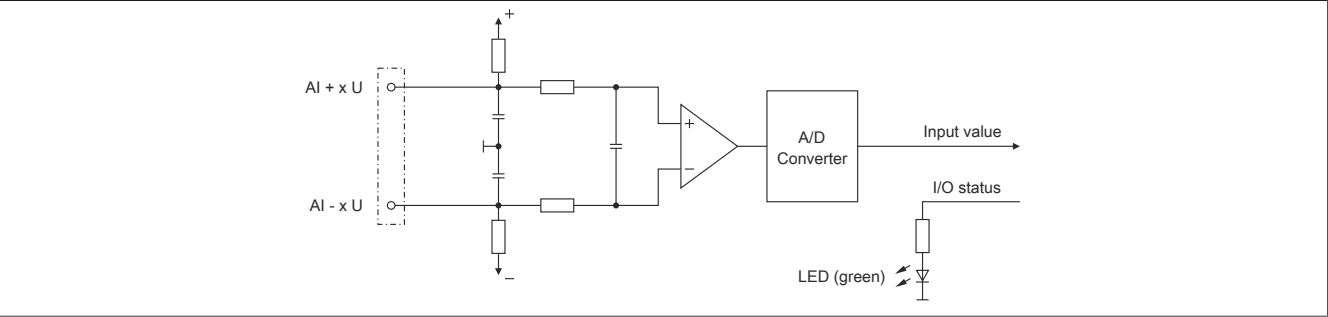 +
AI + x U
+
−
A/D
Converter
Input value
I/O status
AI - x U
−
LED (green)